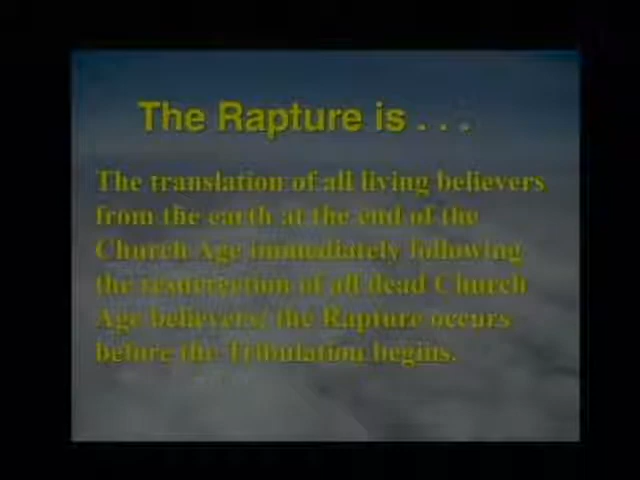 The Rapture is . . .
The translation of all living believers
from the earth at the end of the
Church Age immediately following
the resurrection of all dead Church
Age believers; the Rapture occurs
before the Tribulation begins.